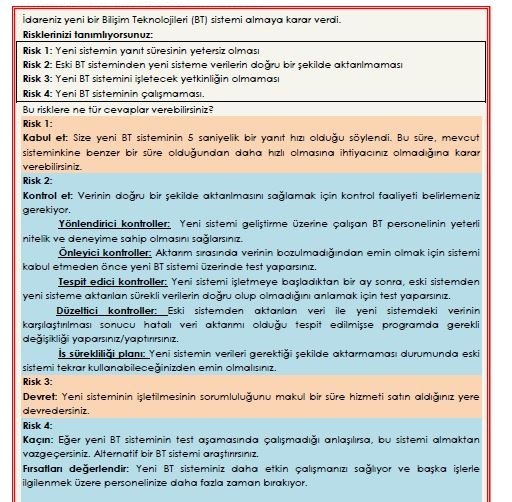 İdareniz yeni bir Bilişim Teknolojileri (BT) sistemi almaya karar verdi.
Risklerinizi tanımlıyorsunuz:
Risk 1: Yeni sistemin yanıt süresinin yetersiz olması
Risk 2: Eski BT sisteminden yeni sisteme verilerin doğru bir şekilde aktarılmaması
Risk 3: Yeni BT sistemini işletecek yetkinliğin olmaması
Risk 4: Yeni BT sisteminin çalışmaması.
Bu risklere ne tür cevaplar verebilirsiniz?
Risk 1:
Kabul et: Size yeni BT sisteminin 5 saniyelik bir yanıt hızı olduğu söylendi. Bu süre, mevcut
sisteminkine benzer bir süre olduğundan daha hızlı olmasına ihtiyacınız olmadığına karar
verebilirsiniz.
Risk 2:
Kontrol et: Verinin doğru bir şekilde aktarılmasını sağlamak için kontrol faaliyeti belirlemeniz
gerekiyor.
Yönlendirici kontroller: Yeni sistemi geliştirme üzerine çalışan BT personelinin yeterli
nitelik ve deneyime sahip olmasını sağlarsınız.
Önleyici kontroller: Aktarım sırasında verinin bozulmadığından emin olmak için sistemi
kabul etmeden önce yeni BT sistemi üzerinde test yaparsınız.
Tespit edici kontroller: Yeni sistemi işletmeye başladıktan bir ay sonra, eski sistemden
yeni sisteme aktarılan sürekli verilerin doğru olup olmadığını anlamak için test yaparsınız.
Düzeltici kontroller: Eski sistemden aktarılan veri ile yeni sistemdeki verinin
karşılaştırılması sonucu hatalı veri aktarımı olduğu tespit edilmişse programda gerekli
değişikliği yaparsınız/yaptırırsınız.
İş sürekliliği planı: Yeni sistemin verileri gerektiği şekilde aktarmaması durumunda eski
sistemi tekrar kullanabileceğinizden emin olmalısınız.
Risk 3:
Devret: Yeni sisteminin işletilmesinin sorumluluğunu makul bir süre hizmeti satın aldığınız yere
devredersiniz.
Risk 4:
Kaçın: Eğer yeni BT sisteminin test aşamasında çalışmadığı anlaşılırsa, bu sistemi almaktan
vazgeçersiniz. Alternatif bir BT sistemi araştırırsınız.
Fırsatları değerlendir: Yeni BT sisteminiz daha etkin çalışmanızı sağlıyor ve başka işlerle
ilgilenmek üzere personelinize daha fazla zaman bırakıyor.